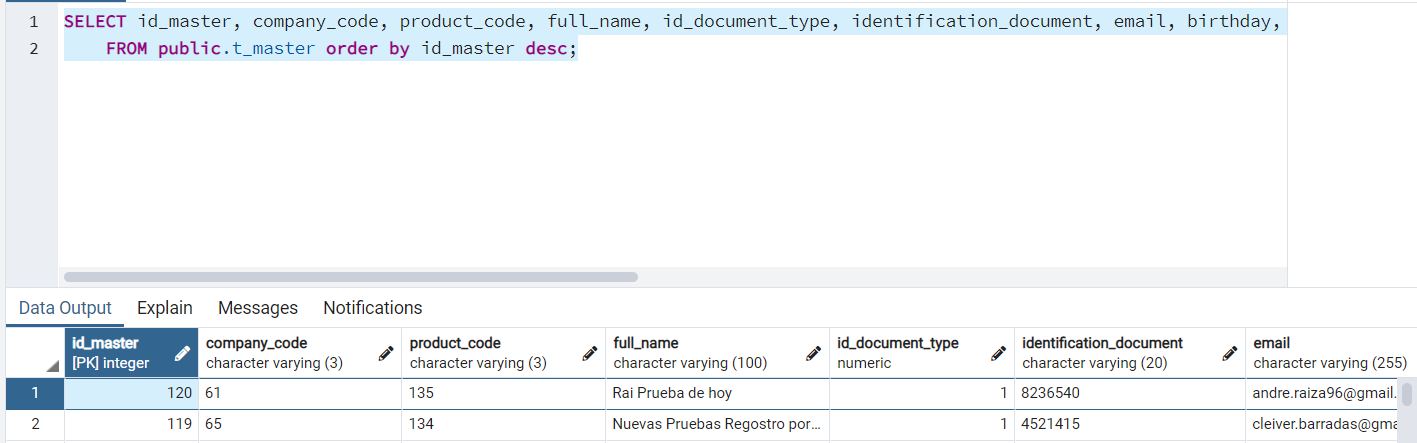 1 SELECT id_master, company_code, product_code, full_name, id_document_type, identification_document, email, birthday,
2 FROM public.t_master order by id_master desc;
Data Output Explain Messages Notifications
id_master company_code product_code full_name id_document_type identification_document email
[PK] integer character varying (3) character varying (3) character varying (100) numeric character varying (20) character varying (255)
1 120 61 135 Rai Prueba de hoy 1 8236540 andre.raiza96@gmail.
2 119 65 134 Nuevas Pruebas Regostro por... 1 4521415 cleiver.barradas@gma